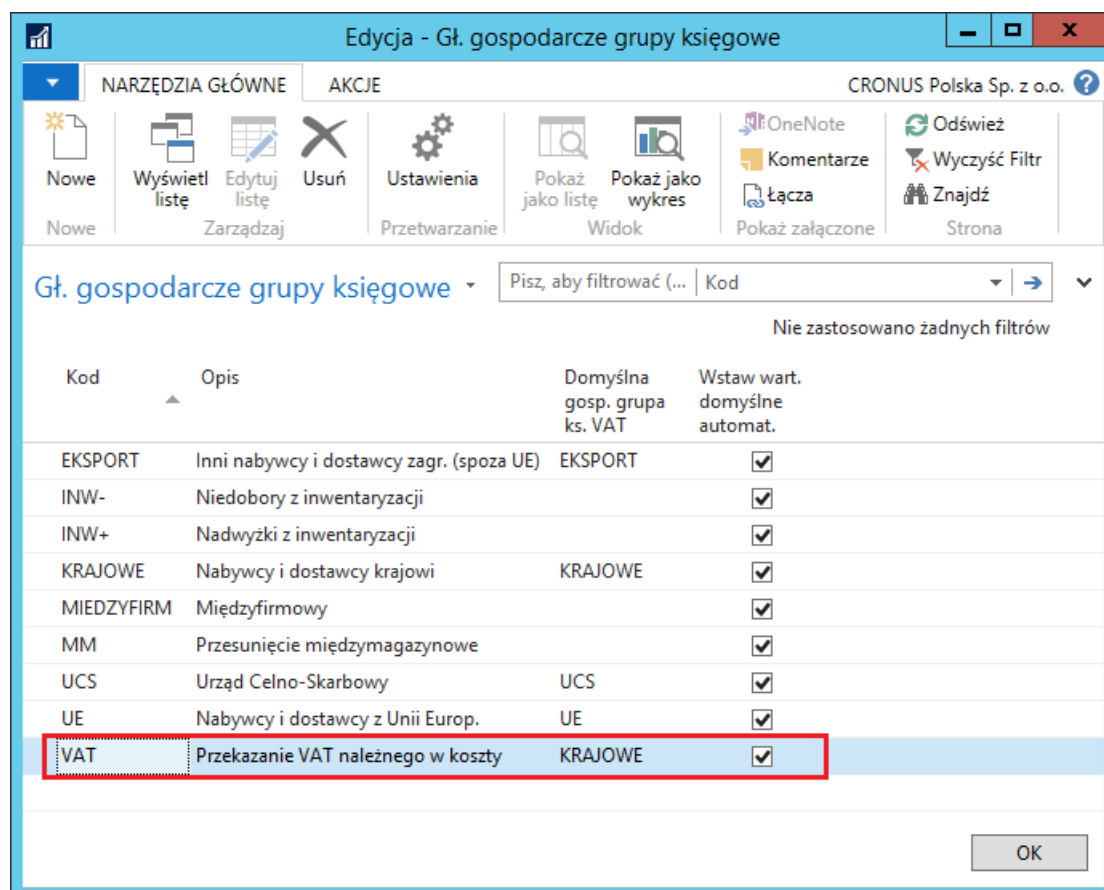 Edycja - Gł. gospodarcze grupy księgowe
NARZĘDZIA GŁÓWNE AKCJE CRONUS Polska Sp. z o.o.
Nowe
Wyświetl listę
Edytuj listę
Usuń
Ustawienia
Pokaż jako listę
Pokaż jako wykres
OneNote
Komentarze
Łącza
Odśwież
Wyczyść Filtr
Znajdź
Nowe Zarządzaj Przetwarzanie Widok Pokaż załączone Strona
Gł. gospodarcze grupy księgowe
Pisz, aby filtrować (... Kod
Nie zastosowano żadnych filtrów
Kod Opis Domyślna gosp. grupa ks. VAT Wstaw wart. domyślne automat.
EKSPORT Inni nabywcy i dostawcy zagr. (spoza UE) EKSPORT
INW- Niedobory z inwentaryzacji
INW+ Nadwyżki z inwentaryzacji
KRAJOWE Nabywcy i dostawcy krajowi KRAJOWE
MIEDZYFIRM Międzyfirmowy
MM Przesunięcie międzymagazynowe
UCS Urząd Celno-Skarbowy UCS
UE Nabywcy i dostawcy z Unii Europ. UE
VAT Przekazanie VAT należnego w koszty KRAJOWE
OK